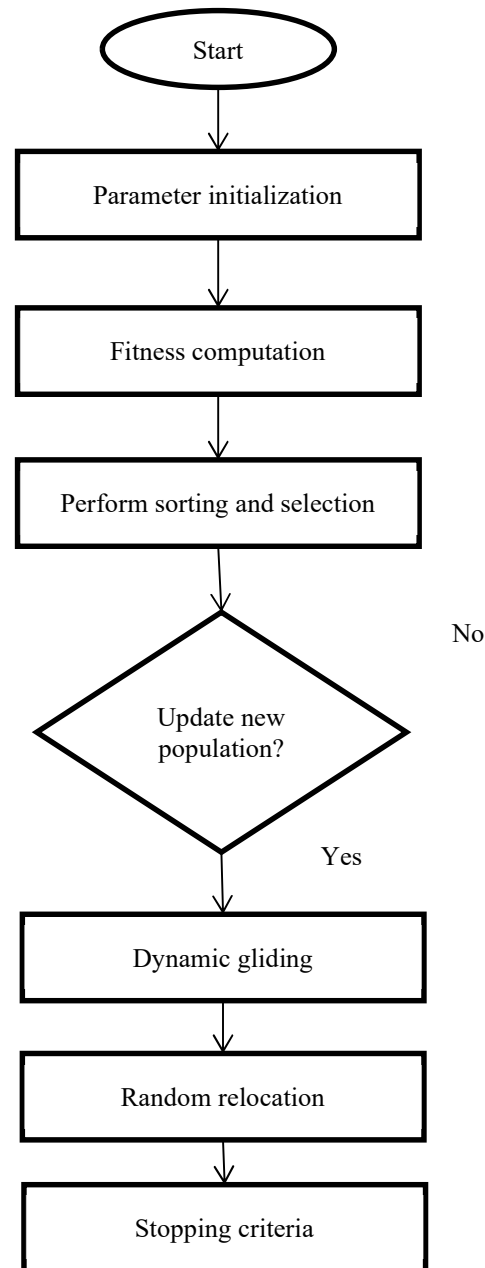 Start
Parameter initialization
Fitness computation
Perform sorting and selection
No
Update new
population?
Yes
Dynamic gliding
Random relocation
Stopping criteria